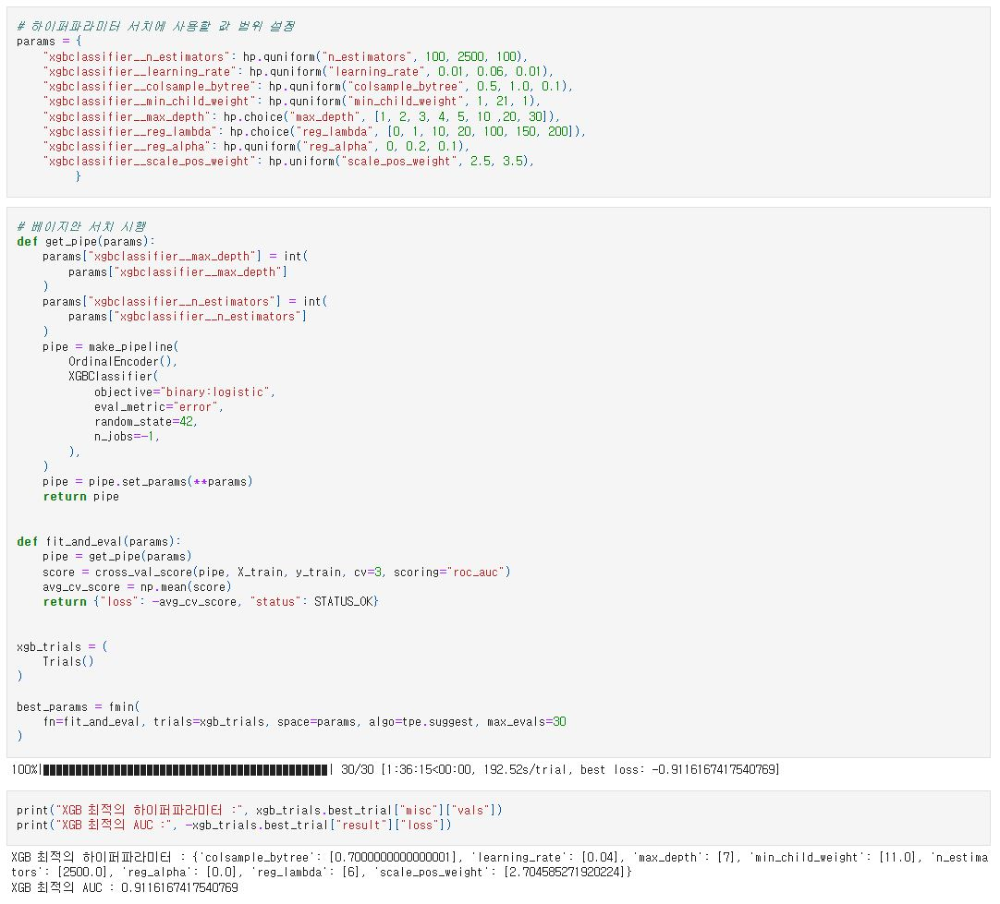 # 하이퍼파라미터 서치에 사용할 값 범위 설정
params = {
    "xgbclassifier__n_estimators": hp.quniform("n_estimators", 100, 2500, 100),
    "xgbclassifier__learning_rate": hp.quniform("learning_rate", 0.01, 0.06, 0.01),
    "xgbclassifier__colsample_bytree": hp.quniform("colsample_bytree", 0.5, 1.0, 0.1),
    "xgbclassifier__min_child_weight": hp.quniform("min_child_weight", 1, 21, 1),
    "xgbclassifier__max_depth": hp.choice("max_depth", [1, 2, 3, 4, 5, 10 ,20, 30]),
    "xgbclassifier__reg_lambda": hp.choice("reg_lambda", [0, 1, 10, 20, 100, 150, 200]),
    "xgbclassifier__reg_alpha": hp.quniform("reg_alpha", 0, 0.2, 0.1),
    "xgbclassifier__scale_pos_weight": hp.uniform("scale_pos_weight", 2.5, 3.5),
         }
# 베이지안 서치 시행
def get_pipe(params):
    params["xgbclassifier__max_depth"] = int(
        params["xgbclassifier__max_depth"]
    )
    params["xgbclassifier__n_estimators"] = int(
        params["xgbclassifier__n_estimators"]
    )
    pipe = make_pipeline(
        OrdinalEncoder(),
        XGBClassifier(
            objective="binary:logistic",
            eval_metric="error",
            random_state=42,
            n_jobs=-1,
        ),
    )
    pipe = pipe.set_params(**params)
    return pipe
def fit_and_eval(params):
    pipe = get_pipe(params)
    score = cross_val_score(pipe, X_train, y_train, cv=3, scoring="roc_auc")
    avg_cv_score = np.mean(score)
    return {"loss": -avg_cv_score, "status": STATUS_OK}
xgb_trials = (
    Trials()
)
best_params = fmin(
    fn=fit_and_eval, trials=xgb_trials, space=params, algo=tpe.suggest, max_evals=30
)
100%|████████████████████████████████████████████| 30/30 [1:36:15<00:00, 192.52s/trial, best loss: -0.9116167417540769]
print("XGB 최적의 하이퍼파라미터 :", xgb_trials.best_trial["misc"]["vals"])
print("XGB 최적의 AUC :", -xgb_trials.best_trial["result"]["loss"])
XGB 최적의 하이퍼파라미터 : {'colsample_bytree': [0.7000000000000001], 'learning_rate': [0.04], 'max_depth': [7], 'min_child_weight': [11.0], 'n_estima
tors': [2500.0], 'reg_alpha': [0.0], 'reg_lambda': [6], 'scale_pos_weight': [2.704585271920224]}
XGB 최적의 AUC : 0.9116167417540769